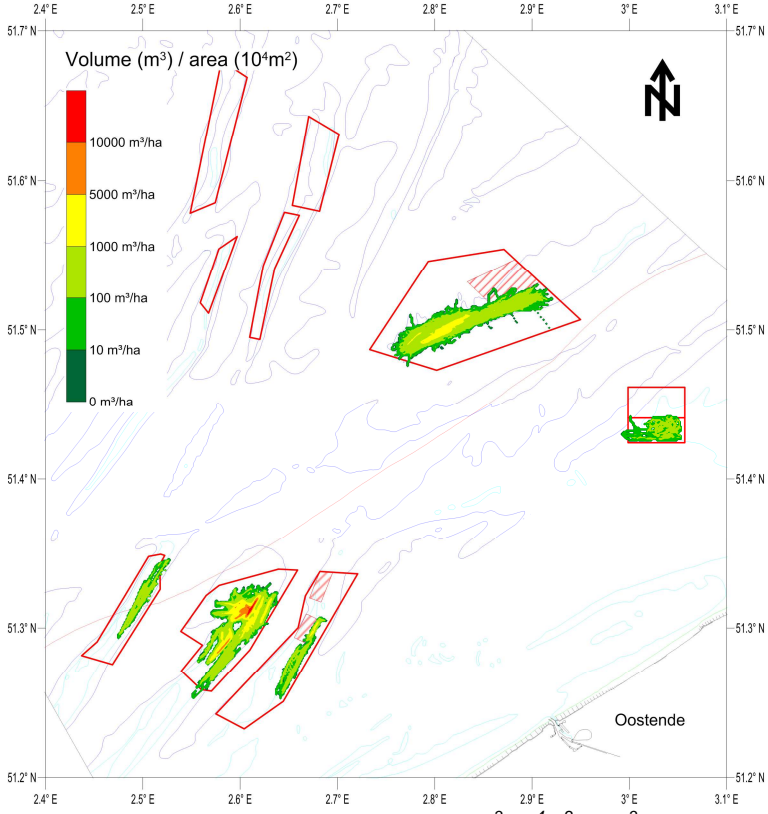 2.4° E 2.5° E 2.6° E 2.7° E 2.8° E 2.9° E 3° E 3.1° E
51.7° N 51.7° N
Volume (m³) / area (10⁴m²)
N
10000 m³/ha
5000 m³/ha
1000 m³/ha
100 m³/ha
10 m³/ha
0 m³/ha
51.6° N 51.6° N
51.5° N 51.5° N
51.4° N 51.4° N
51.3° N 51.3° N
Oostende
51.2° N 51.2° N
2.4° E 2.5° E 2.6° E 2.7° E 2.8° E 2.9° E 3° E 3.1° E